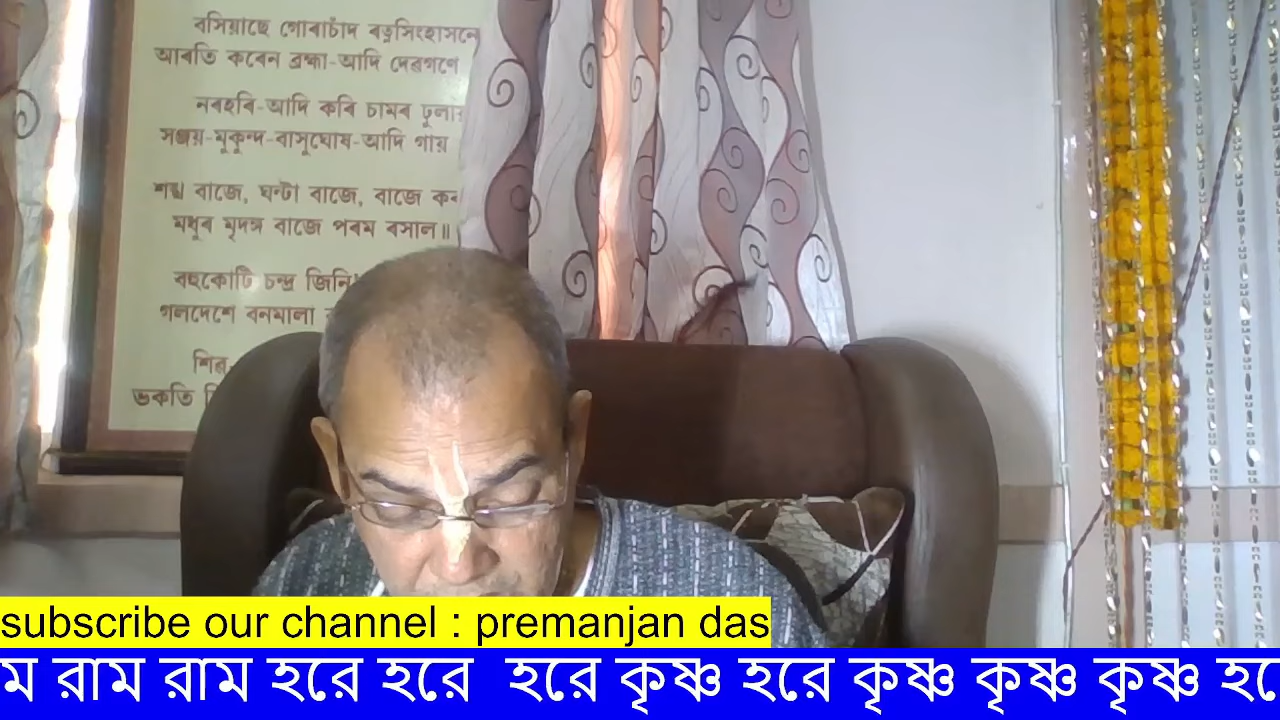 বসিয়াছে গোৰাচাঁদ ৰত্নসিংহাসনে
আৰতি কৰেন ব্ৰহ্মা-আদি দেৱগণে
নৰহৰি-আদি কৰি চামৰ ঢুলায়
সঞ্জয়-মুকুন্দ-বাসুঘোষ-আদি গায়
শঙ্খ বাজে, ঘন্টা বাজে, বাজে
মধুৰ মৃদঙ্গ বাজে পৰম ৰসাল॥
বহুকোটি চন্দ্ৰ জিনি
গলদেশে বনমালা
শিৱ-
ভকতি
subscribe our channel : premanjan das
ম রাম রাম হরে হরে হরে কৃষ্ণ হরে কৃষ্ণ কৃষ্ণ কৃষ্ণ